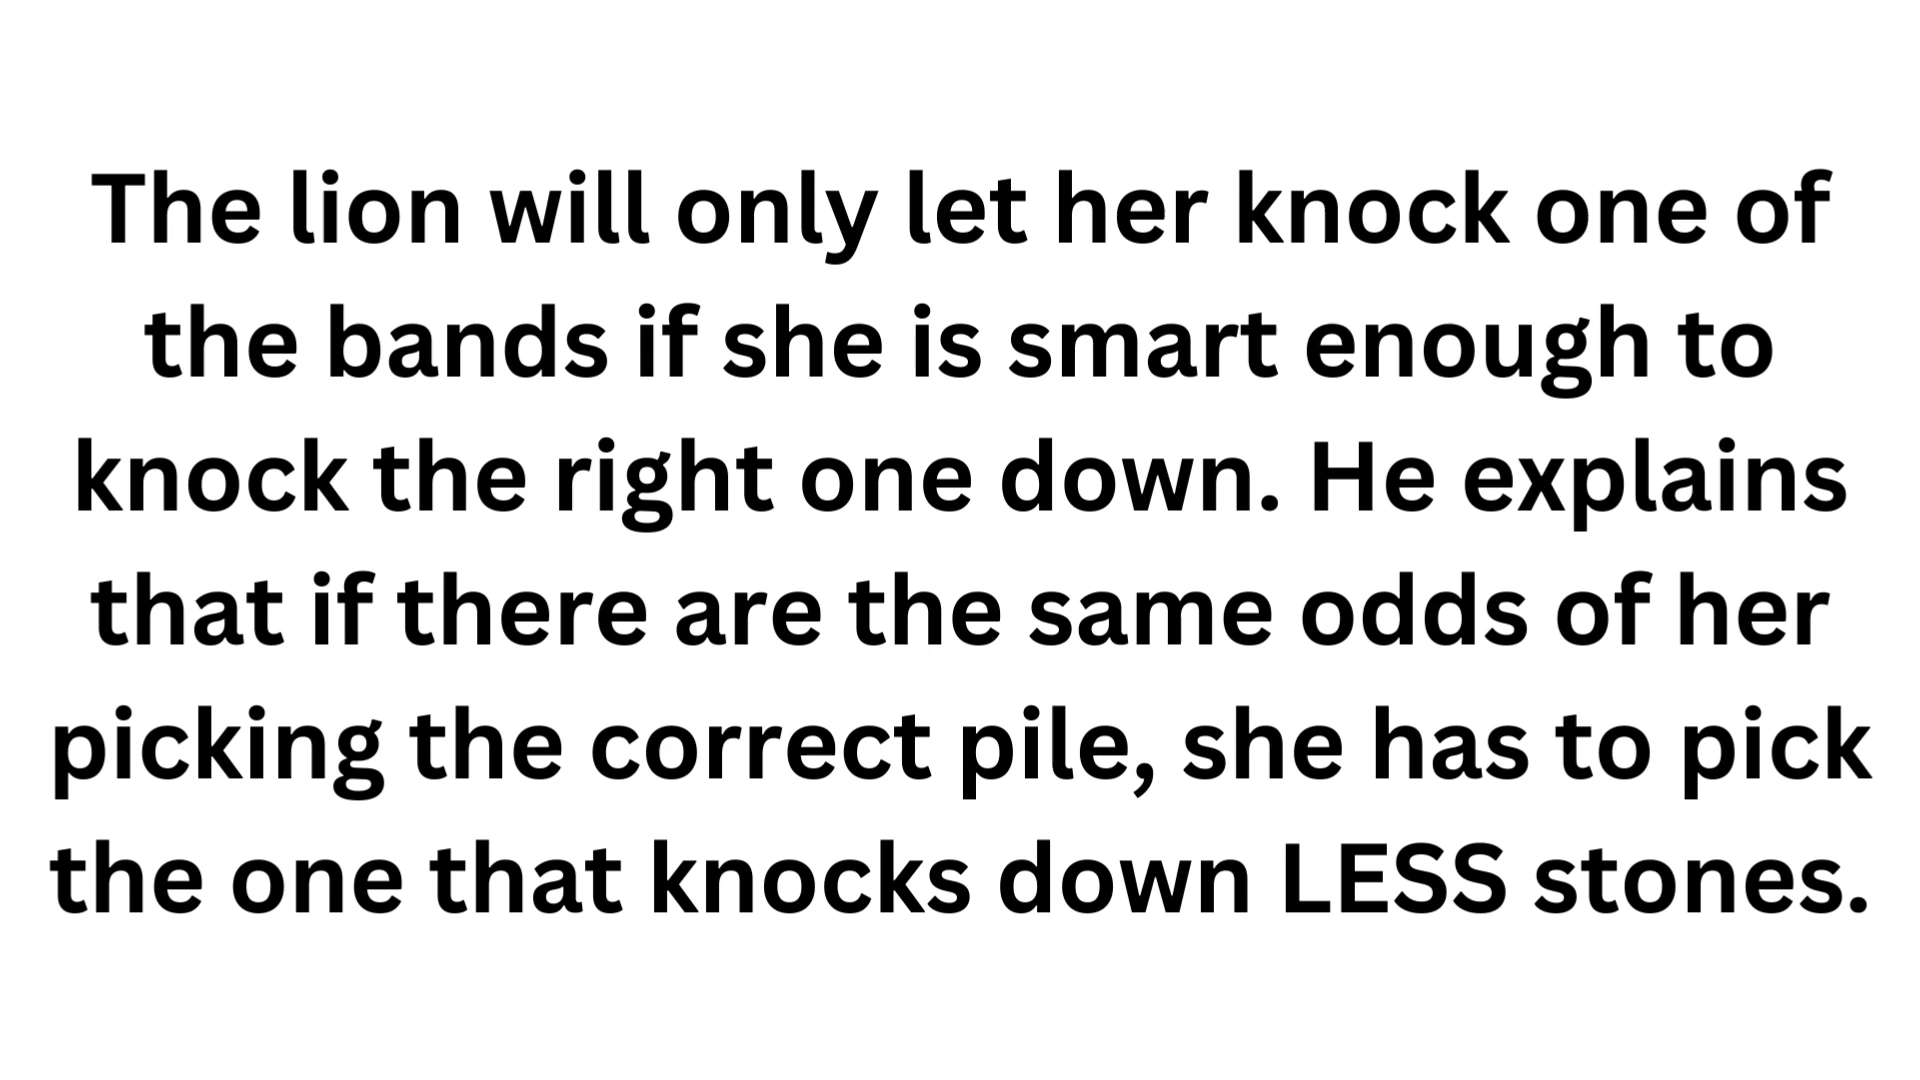 The lion will only let her knock one of
the bands if she is smart enough to
knock the right one down. He explains
that if there are the same odds of her
picking the correct pile, she has to pick
the one that knocks down LESS stones.